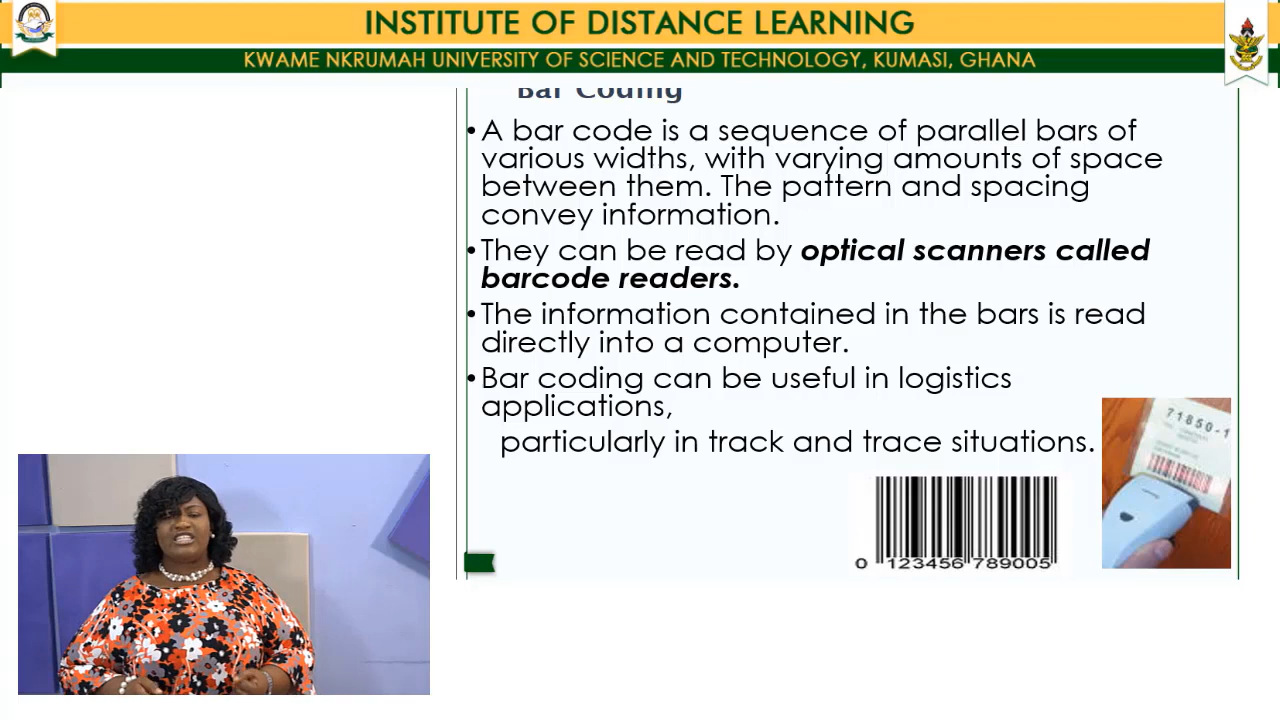 INSTITUTE OF DISTANCE LEARNING
KWAME NKRUMAH UNIVERSITY OF SCIENCE AND TECHNOLOGY, KUMASI, GHANA
Bar Coding
•A bar code is a sequence of parallel bars of
various widths, with varying amounts of space
between them. The pattern and spacing
convey information.
•They can be read by optical scanners called
barcode readers.
•The information contained in the bars is read
directly into a computer.
•Bar coding can be useful in logistics
applications,
particularly in track and trace situations.
71850-1
0 123456 789005